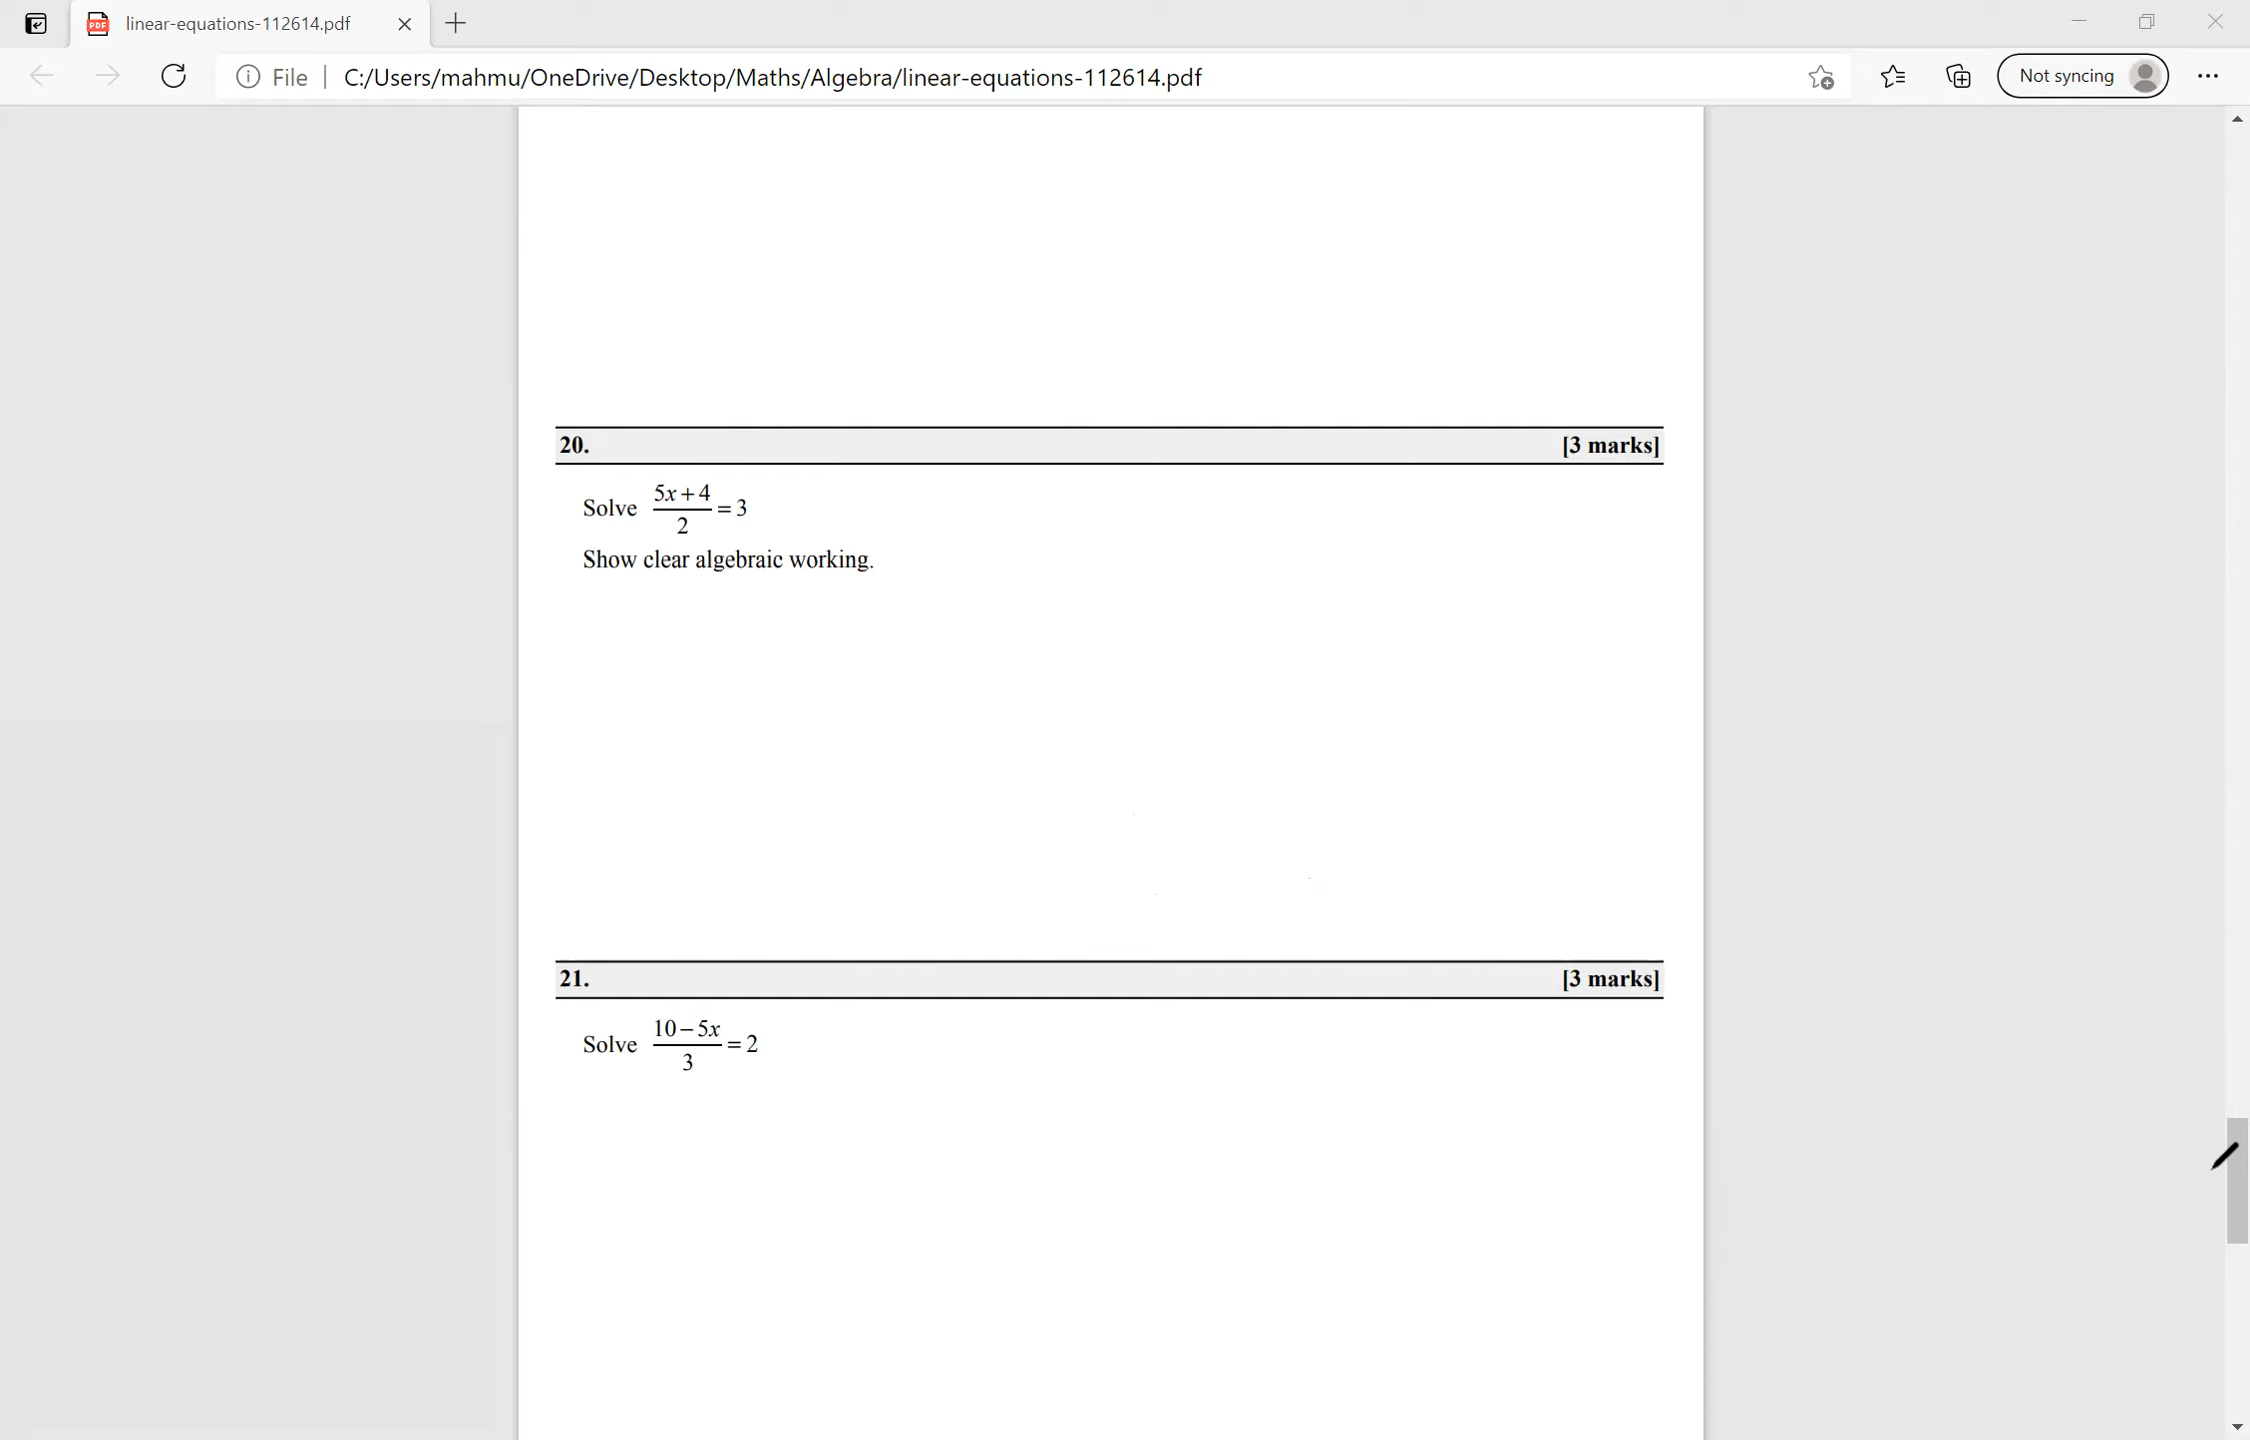 linear-equations-112614.pdf
File | C:/Users/mahmu/OneDrive/Desktop/Maths/Algebra/linear-equations-112614.pdf
Not syncing
20. [3 marks]
Solve (5x + 4)/2 = 3
Show clear algebraic working.
21. [3 marks]
Solve (10 − 5x)/3 = 2